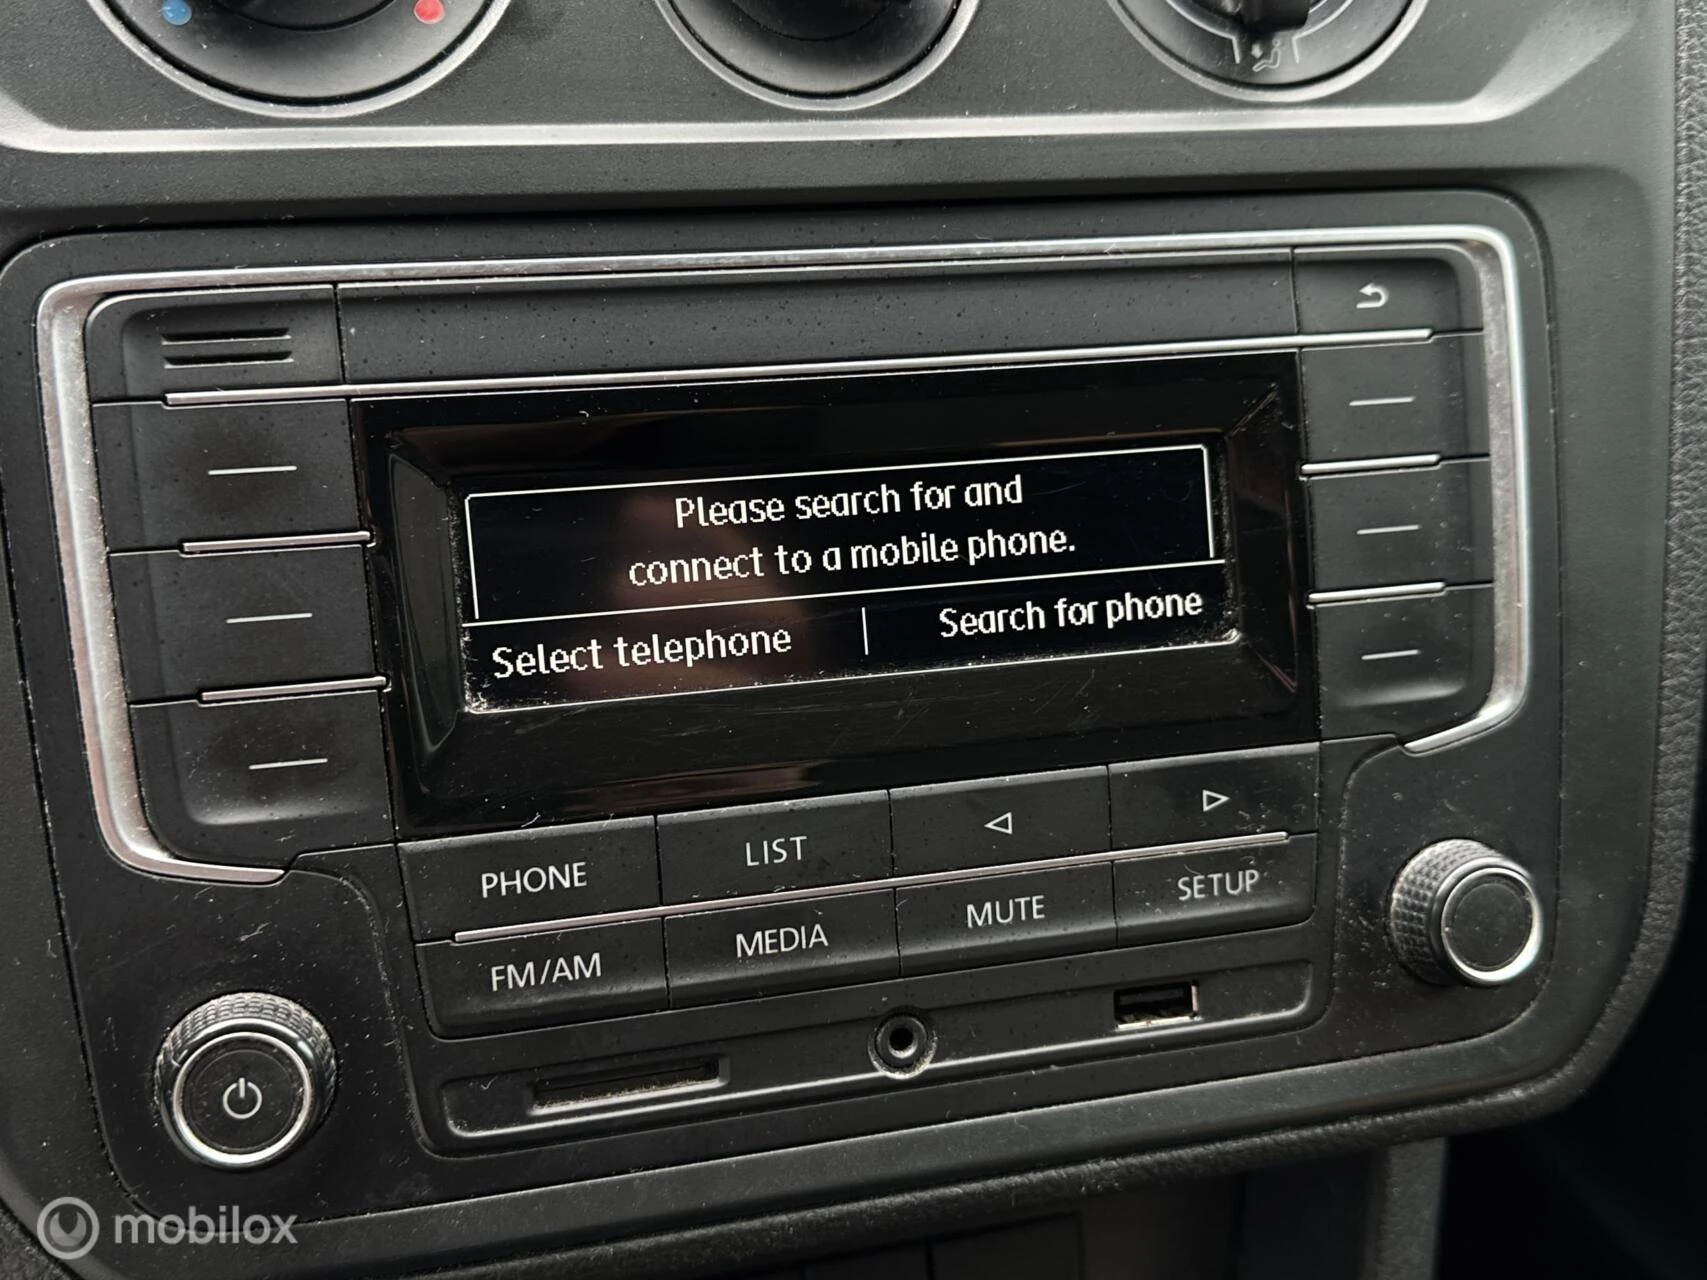 Please search for and
connect to a mobile phone.
Select telephone
Search for phone
PHONE
LIST
FM/AM
MEDIA
MUTE
SETUP
mobilox